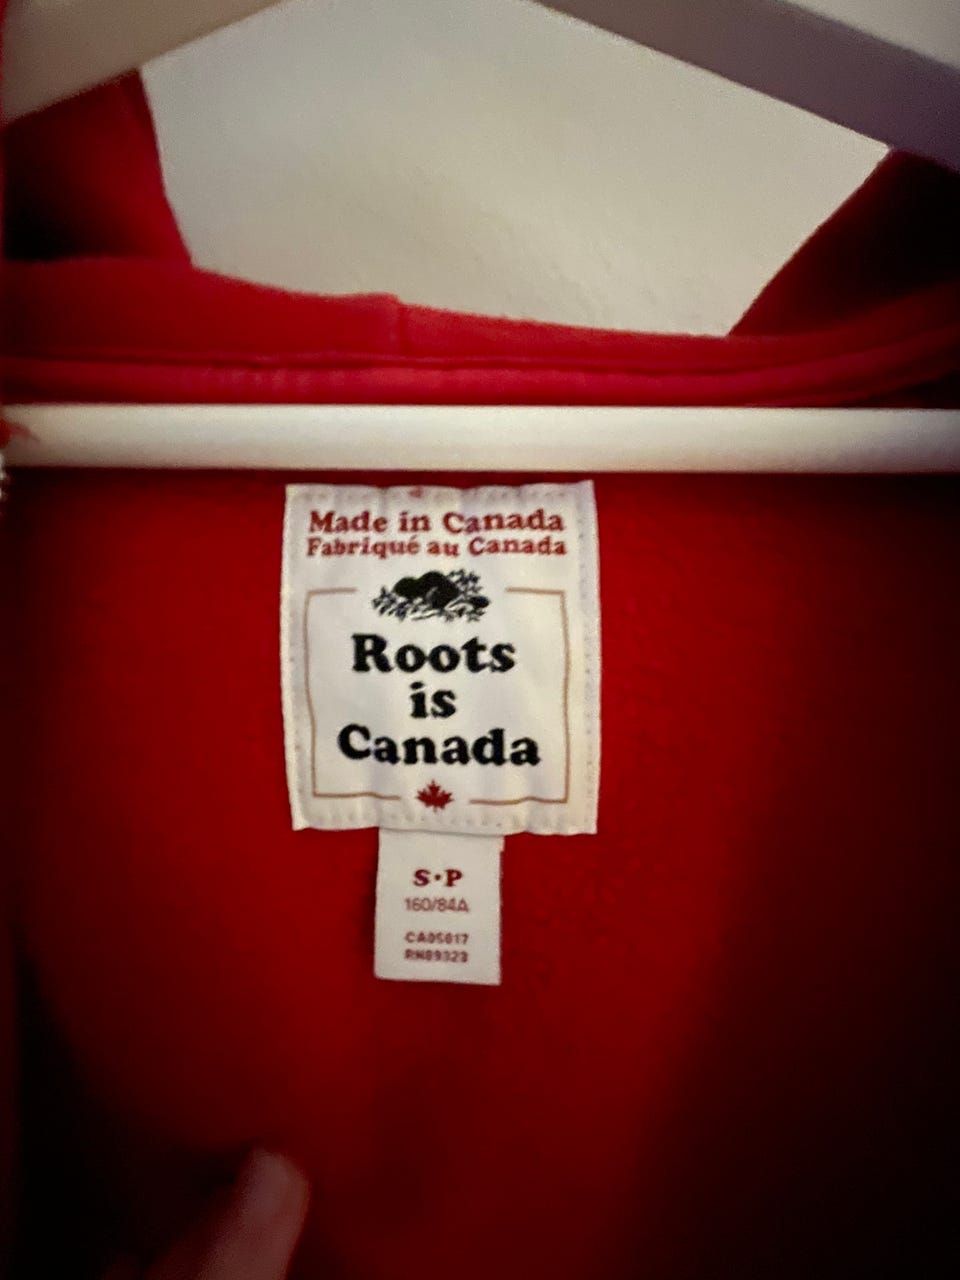 Made in Canada
Fabriqué au Canada
Roots
is
Canada
S•P
160/84A
CA05017
RN89323